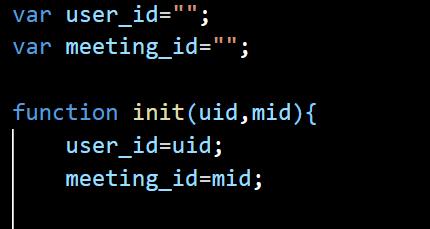 var user_id="";
var meeting_id="";
function init(uid,mid){
user_id=uid;
meeting_id=mid;